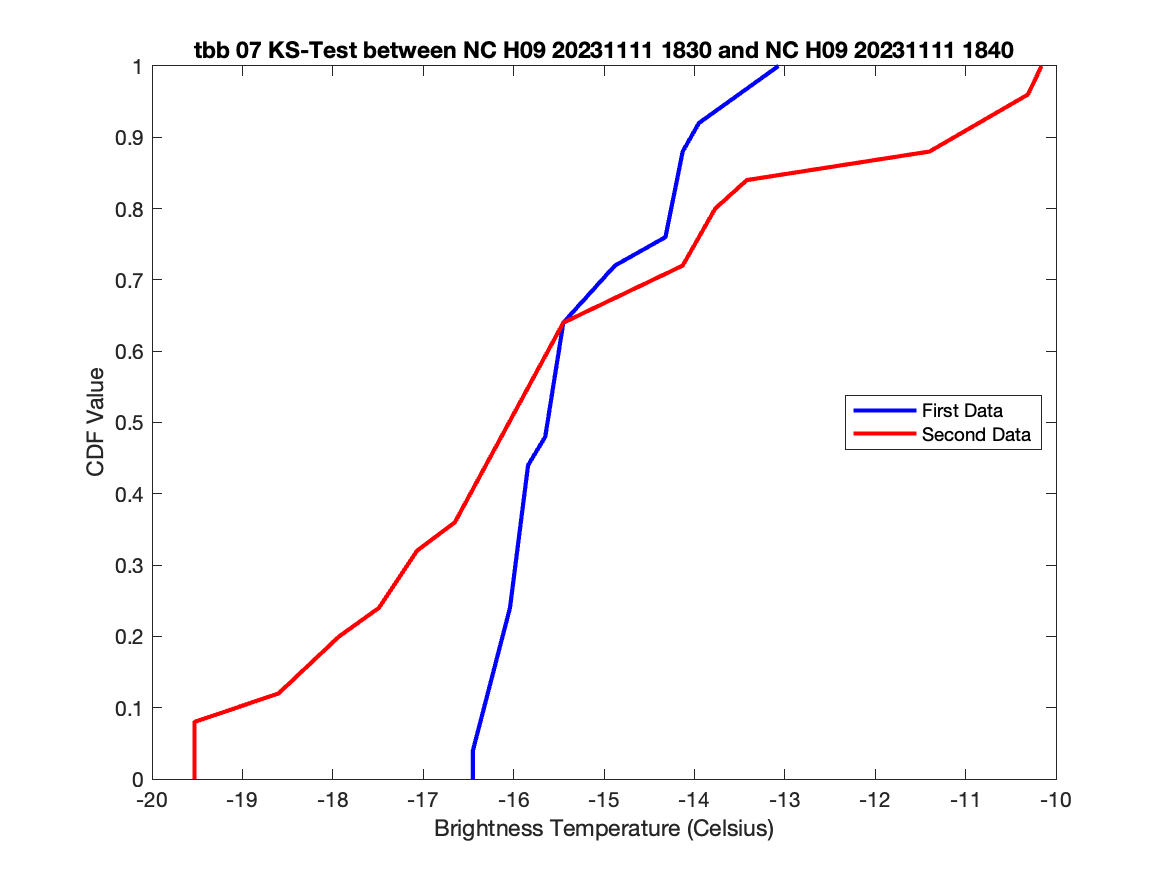 tbb 07 KS-Test between NC H09 20231111 1830 and NC H09 20231111 1840
1
0.9
0.8
0.7
0.6
0.5
0.4
0.3
0.2
0.1
0
CDF Value
First Data
Second Data
-20 -19 -18 -17 -16 -15 -14 -13 -12 -11 -10
Brightness Temperature (Celsius)